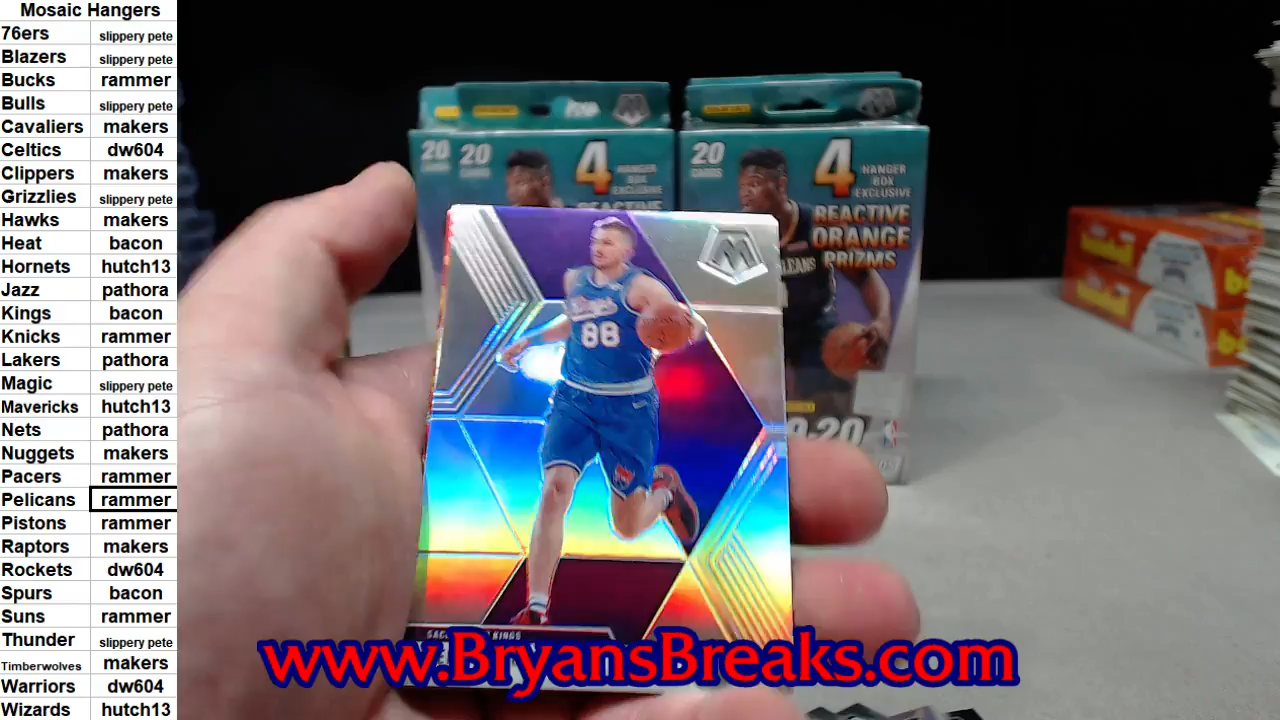 Mosaic Hangers
76ers slippery pete
Blazers slippery pete
Bucks rammer
Bulls slippery pete
Cavaliers makers
Celtics dw604
Clippers makers
Grizzlies slippery pete
Hawks makers
Heat bacon
Hornets hutch13
Jazz pathora
Kings bacon
Knicks rammer
Lakers pathora
Magic slippery pete
Mavericks hutch13
Nets pathora
Nuggets makers
Pacers rammer
Pelicans rammer
Pistons rammer
Raptors makers
Rockets dw604
Spurs bacon
Suns rammer
Thunder slippery pete
Timberwolves makers
Warriors dw604
Wizards hutch13
20
20
CARDS
4
HANGER
BOX
EXCLUSIVE
REACTIVE
20
CARDS
4
HANGER
BOX
EXCLUSIVE
REACTIVE
ORANGE
PRIZMS
LEANS
M
Kings
88
KINGS
www.BryansBreaks.com